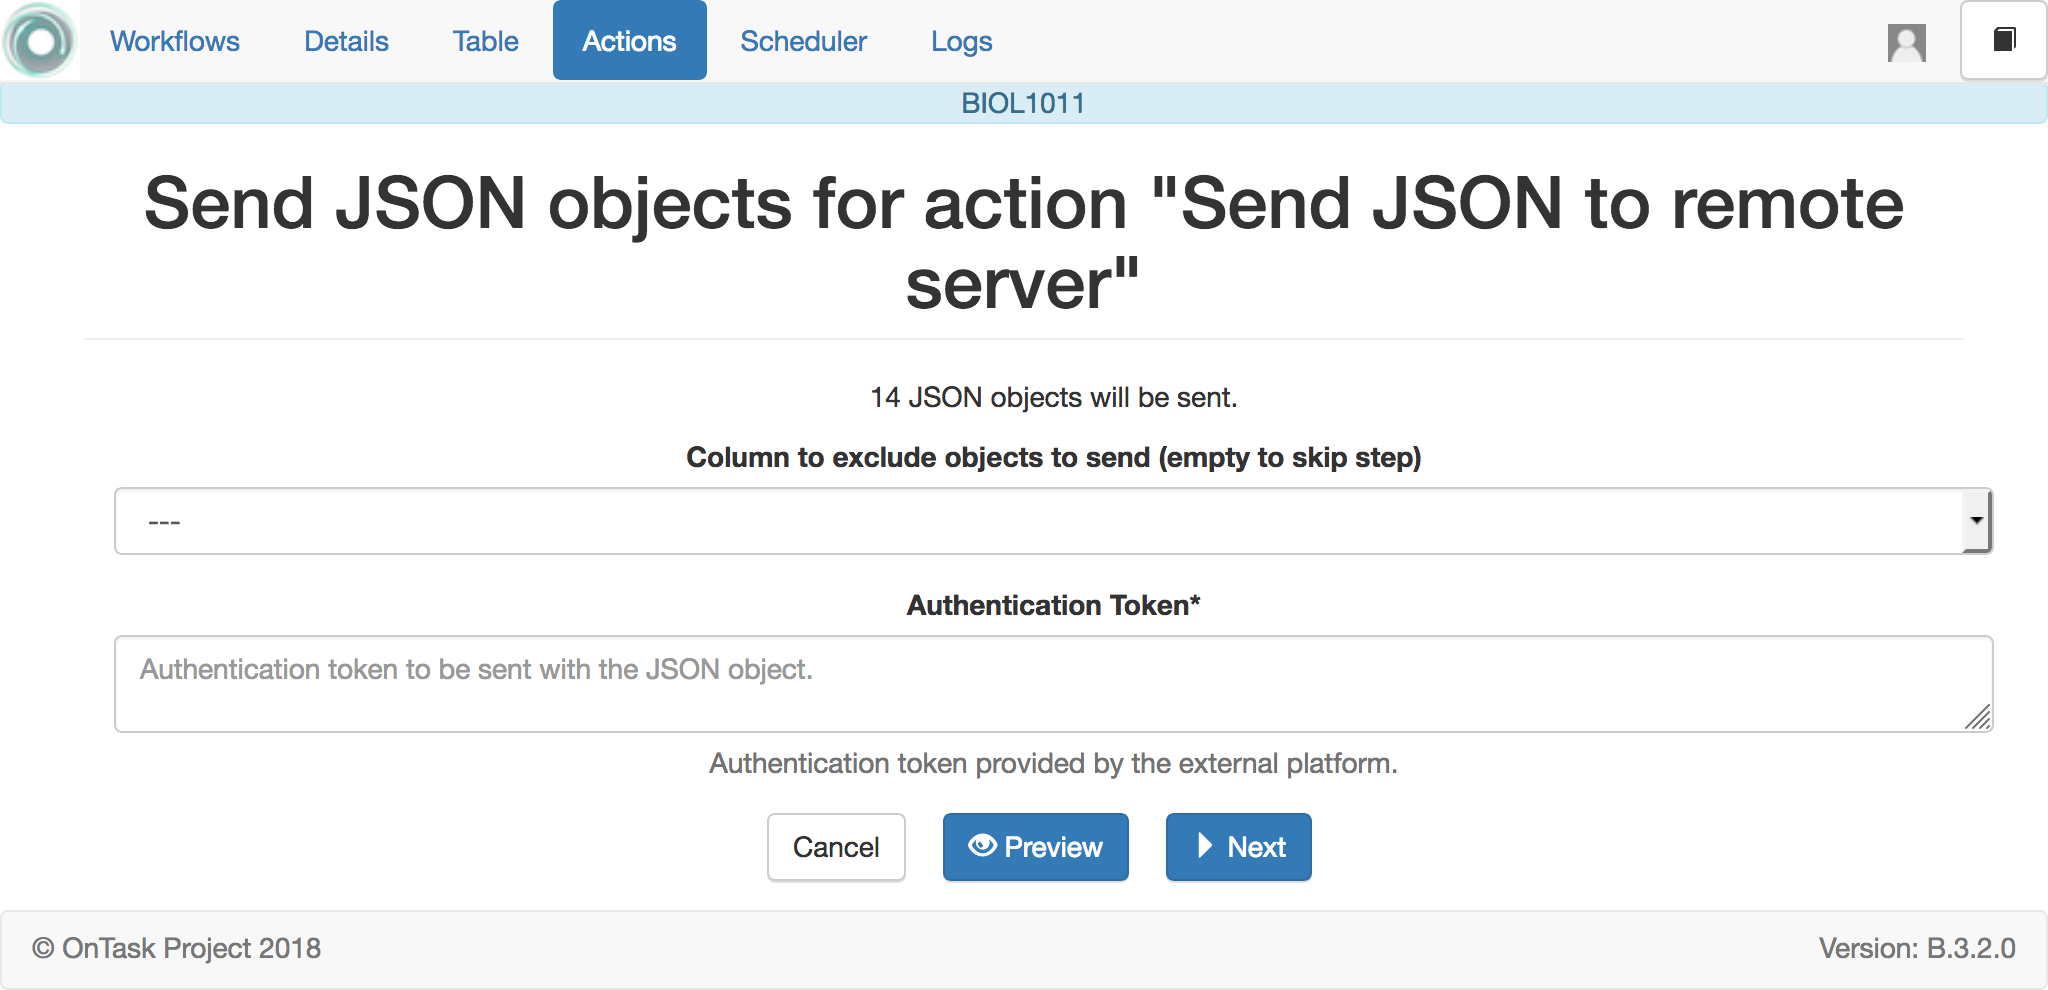 Workflows Details Table Actions Scheduler Logs
BIOL1011
Send JSON objects for action "Send JSON to remote
server"
14 JSON objects will be sent.
Column to exclude objects to send (empty to skip step)
---
Authentication Token*
Authentication token to be sent with the JSON object.
Authentication token provided by the external platform.
Cancel Preview Next
© OnTask Project 2018 Version: B.3.2.0